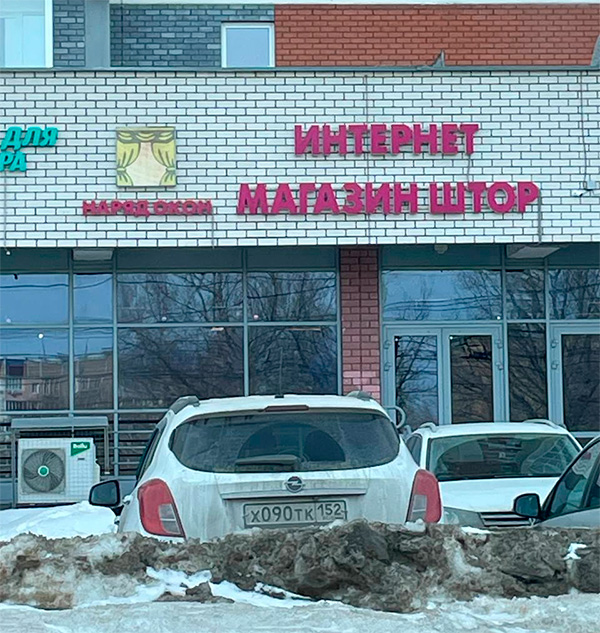 ДЛЯ
РА
НАРЯД ОКОН
ИНТЕРНЕТ
МАГАЗИН ШТОР
Х090ТК 152
Ballu